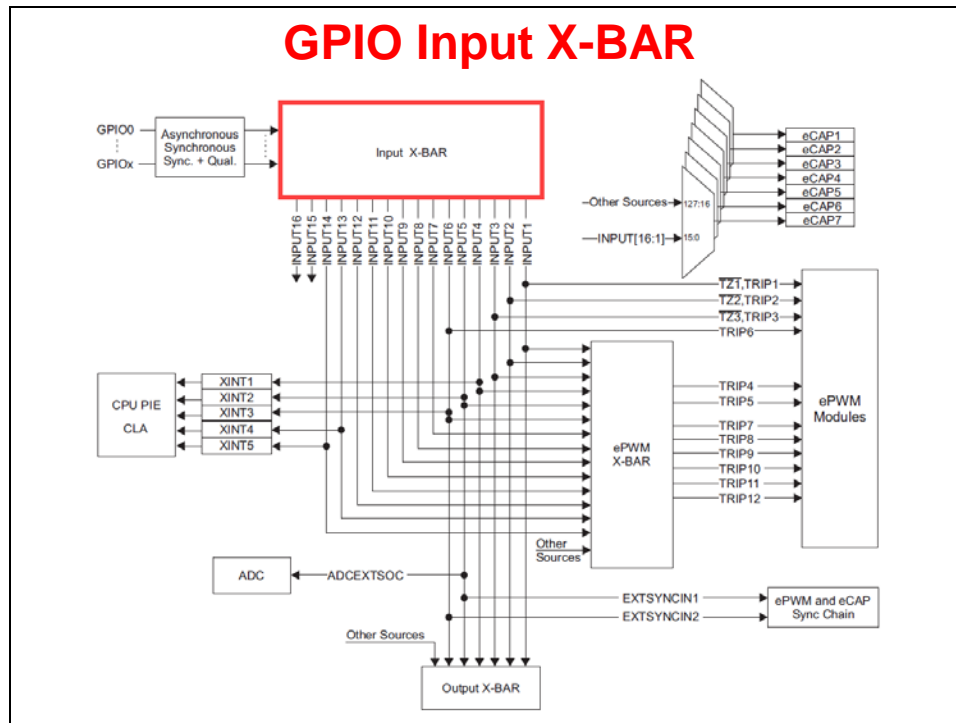 GPIO Input X-BAR
GPIO0
GPIOx
Asynchronous
Synchronous
Sync. + Qual.
Input X-BAR
INPUT16
INPUT15
INPUT14
INPUT13
INPUT12
INPUT11
INPUT10
INPUT9
INPUT8
INPUT7
INPUT6
INPUT5
INPUT4
INPUT3
INPUT2
INPUT1
Other Sources
INPUT[16:1]
127:16
15:0
eCAP1
eCAP2
eCAP3
eCAP4
eCAP5
eCAP6
eCAP7
TZ1,TRIP1
TZ2,TRIP2
TZ3,TRIP3
TRIP6
CPU PIE
CLA
XINT1
XINT2
XINT3
XINT4
XINT5
ePWM
X-BAR
TRIP4
TRIP5
TRIP7
TRIP8
TRIP9
TRIP10
TRIP11
TRIP12
ePWM
Modules
Other
Sources
ADC
ADCEXTSOC
EXTSYNCIN1
EXTSYNCIN2
ePWM and eCAP
Sync Chain
Other Sources
Output X-BAR